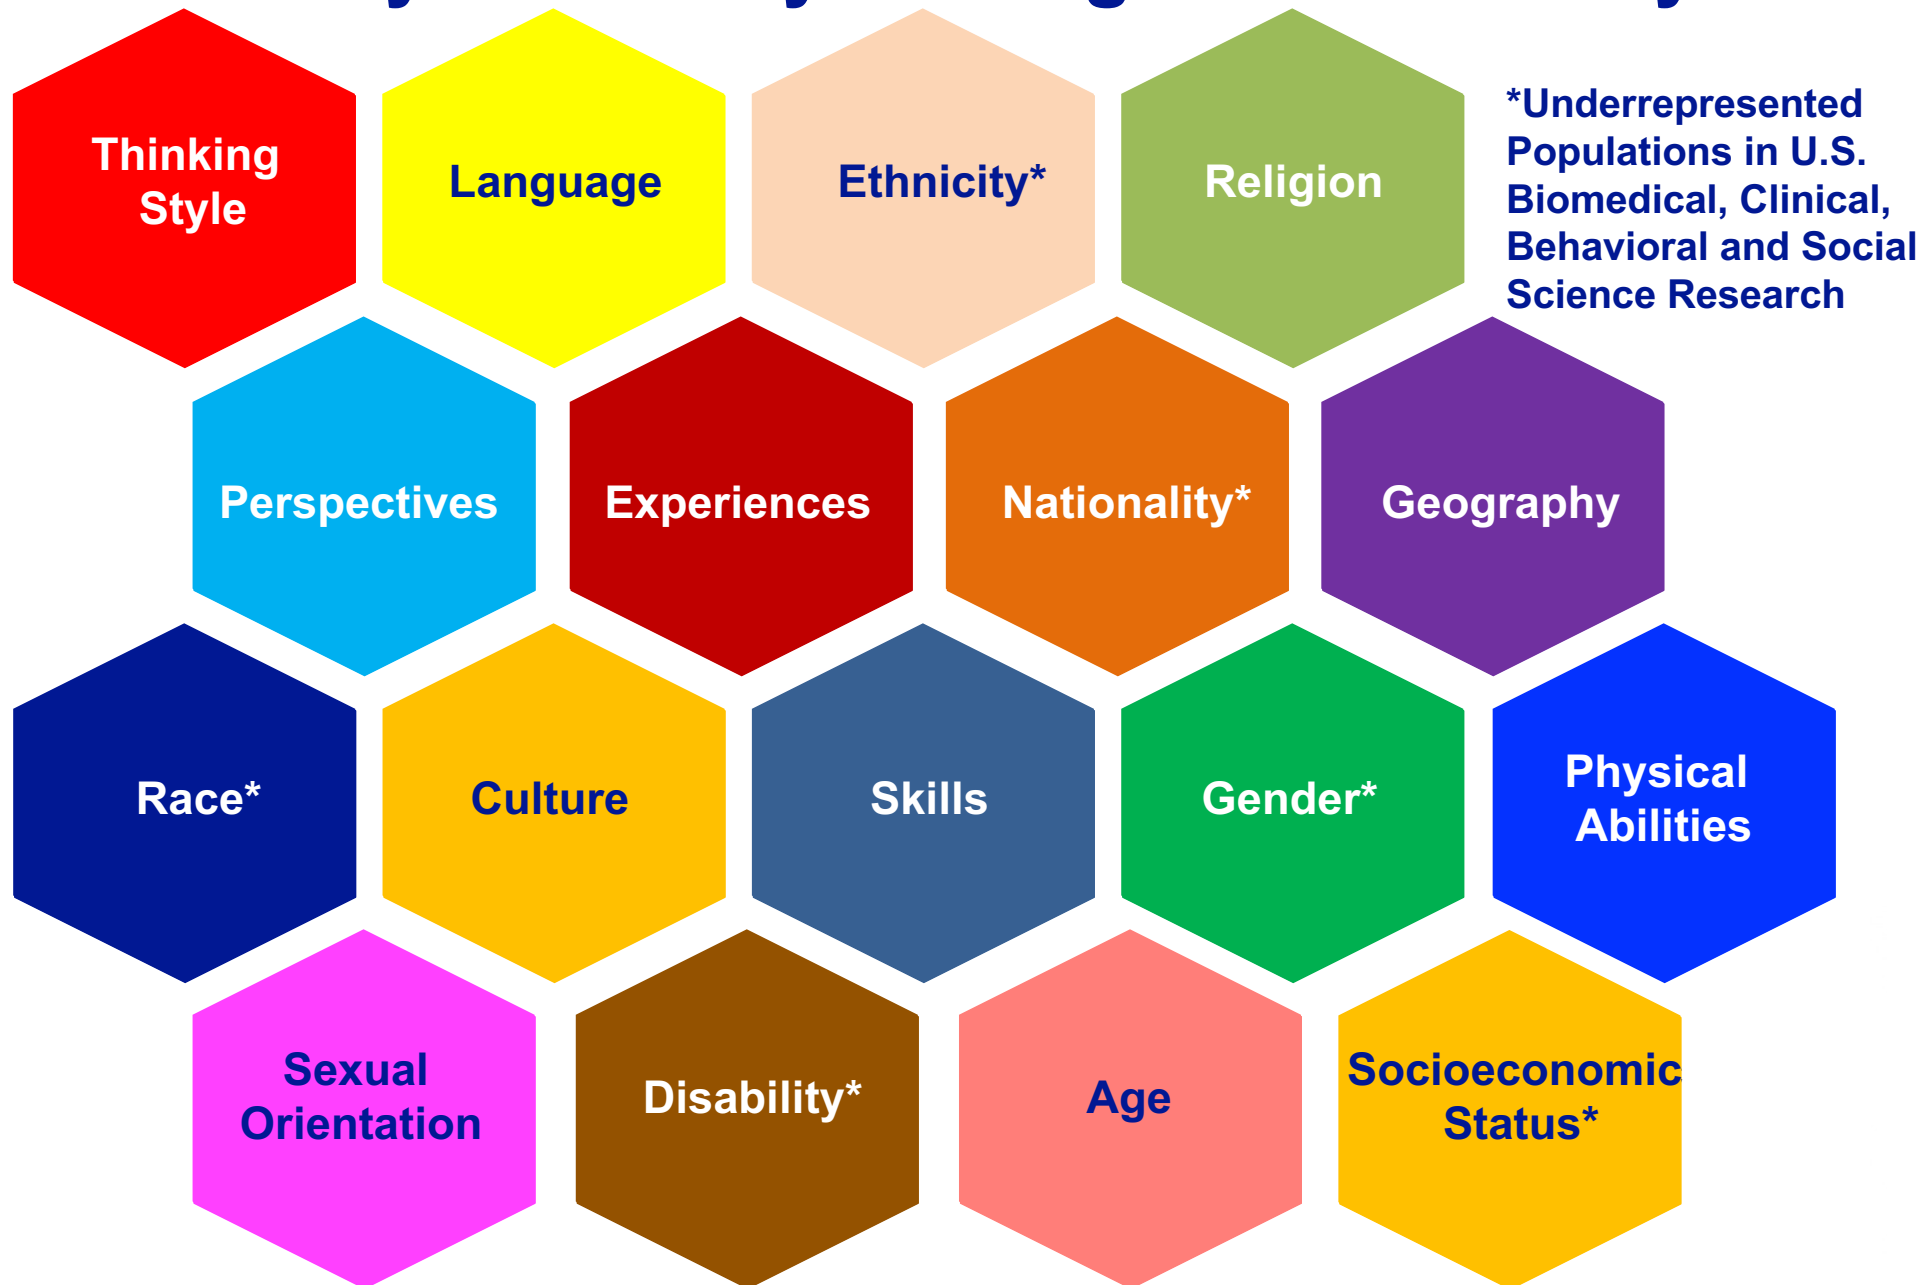 Thinking
Style
Language
Ethnicity*
Religion
*Underrepresented
Populations in U.S.
Biomedical, Clinical,
Behavioral and Social
Science Research
Perspectives
Experiences
Nationality*
Geography
Race*
Culture
Skills
Gender*
Physical
Abilities
Sexual
Orientation
Disability*
Age
Socioeconomic
Status*